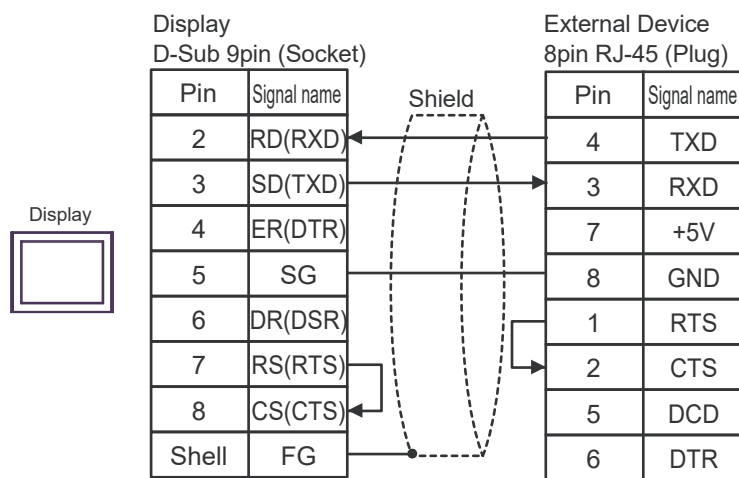 Display
D-Sub 9pin (Socket)
External Device
8pin RJ-45 (Plug)
Shield
Display
Pin Signal name
2 RD(RXD)
3 SD(TXD)
4 ER(DTR)
5 SG
6 DR(DSR)
7 RS(RTS)
8 CS(CTS)
Shell FG
Pin Signal name
4 TXD
3 RXD
7 +5V
8 GND
1 RTS
2 CTS
5 DCD
6 DTR